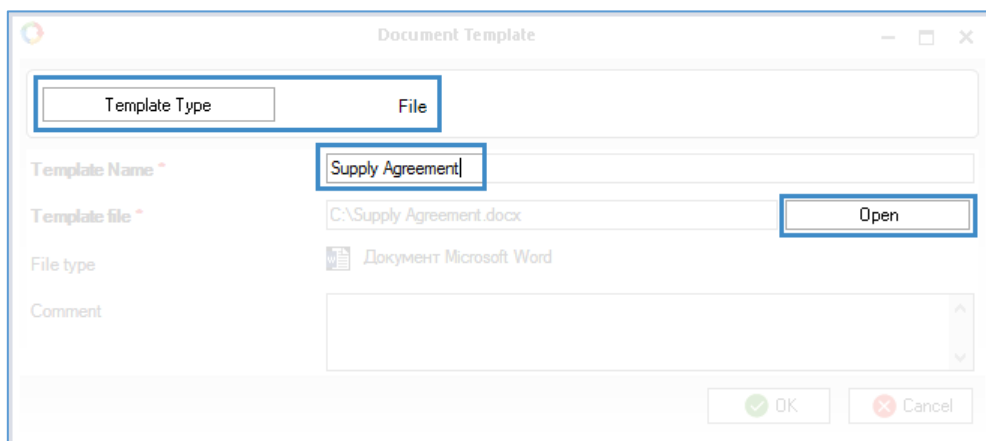 Document Template
Template Type File
Template Name * Supply Agreement
Template file * C:\Supply Agreement.docx Open
File type Документ Microsoft Word
Comment
OK Cancel